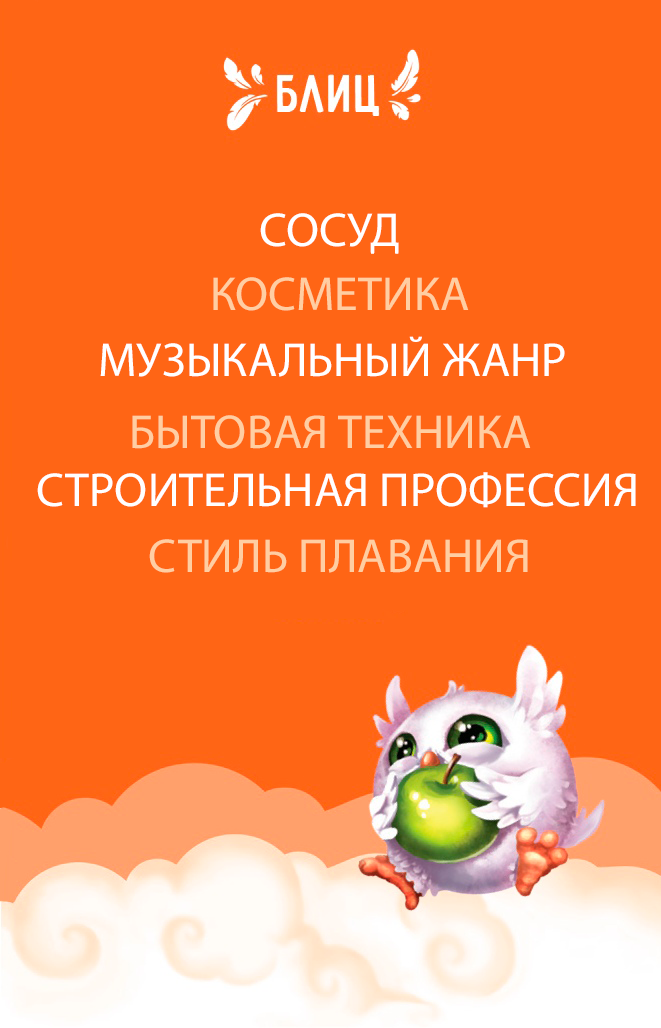 БЛИЦ
СОСУД
КОСМЕТИКА
МУЗЫКАЛЬНЫЙ ЖАНР
БЫТОВАЯ ТЕХНИКА
СТРОИТЕЛЬНАЯ ПРОФЕССИЯ
СТИЛЬ ПЛАВАНИЯ